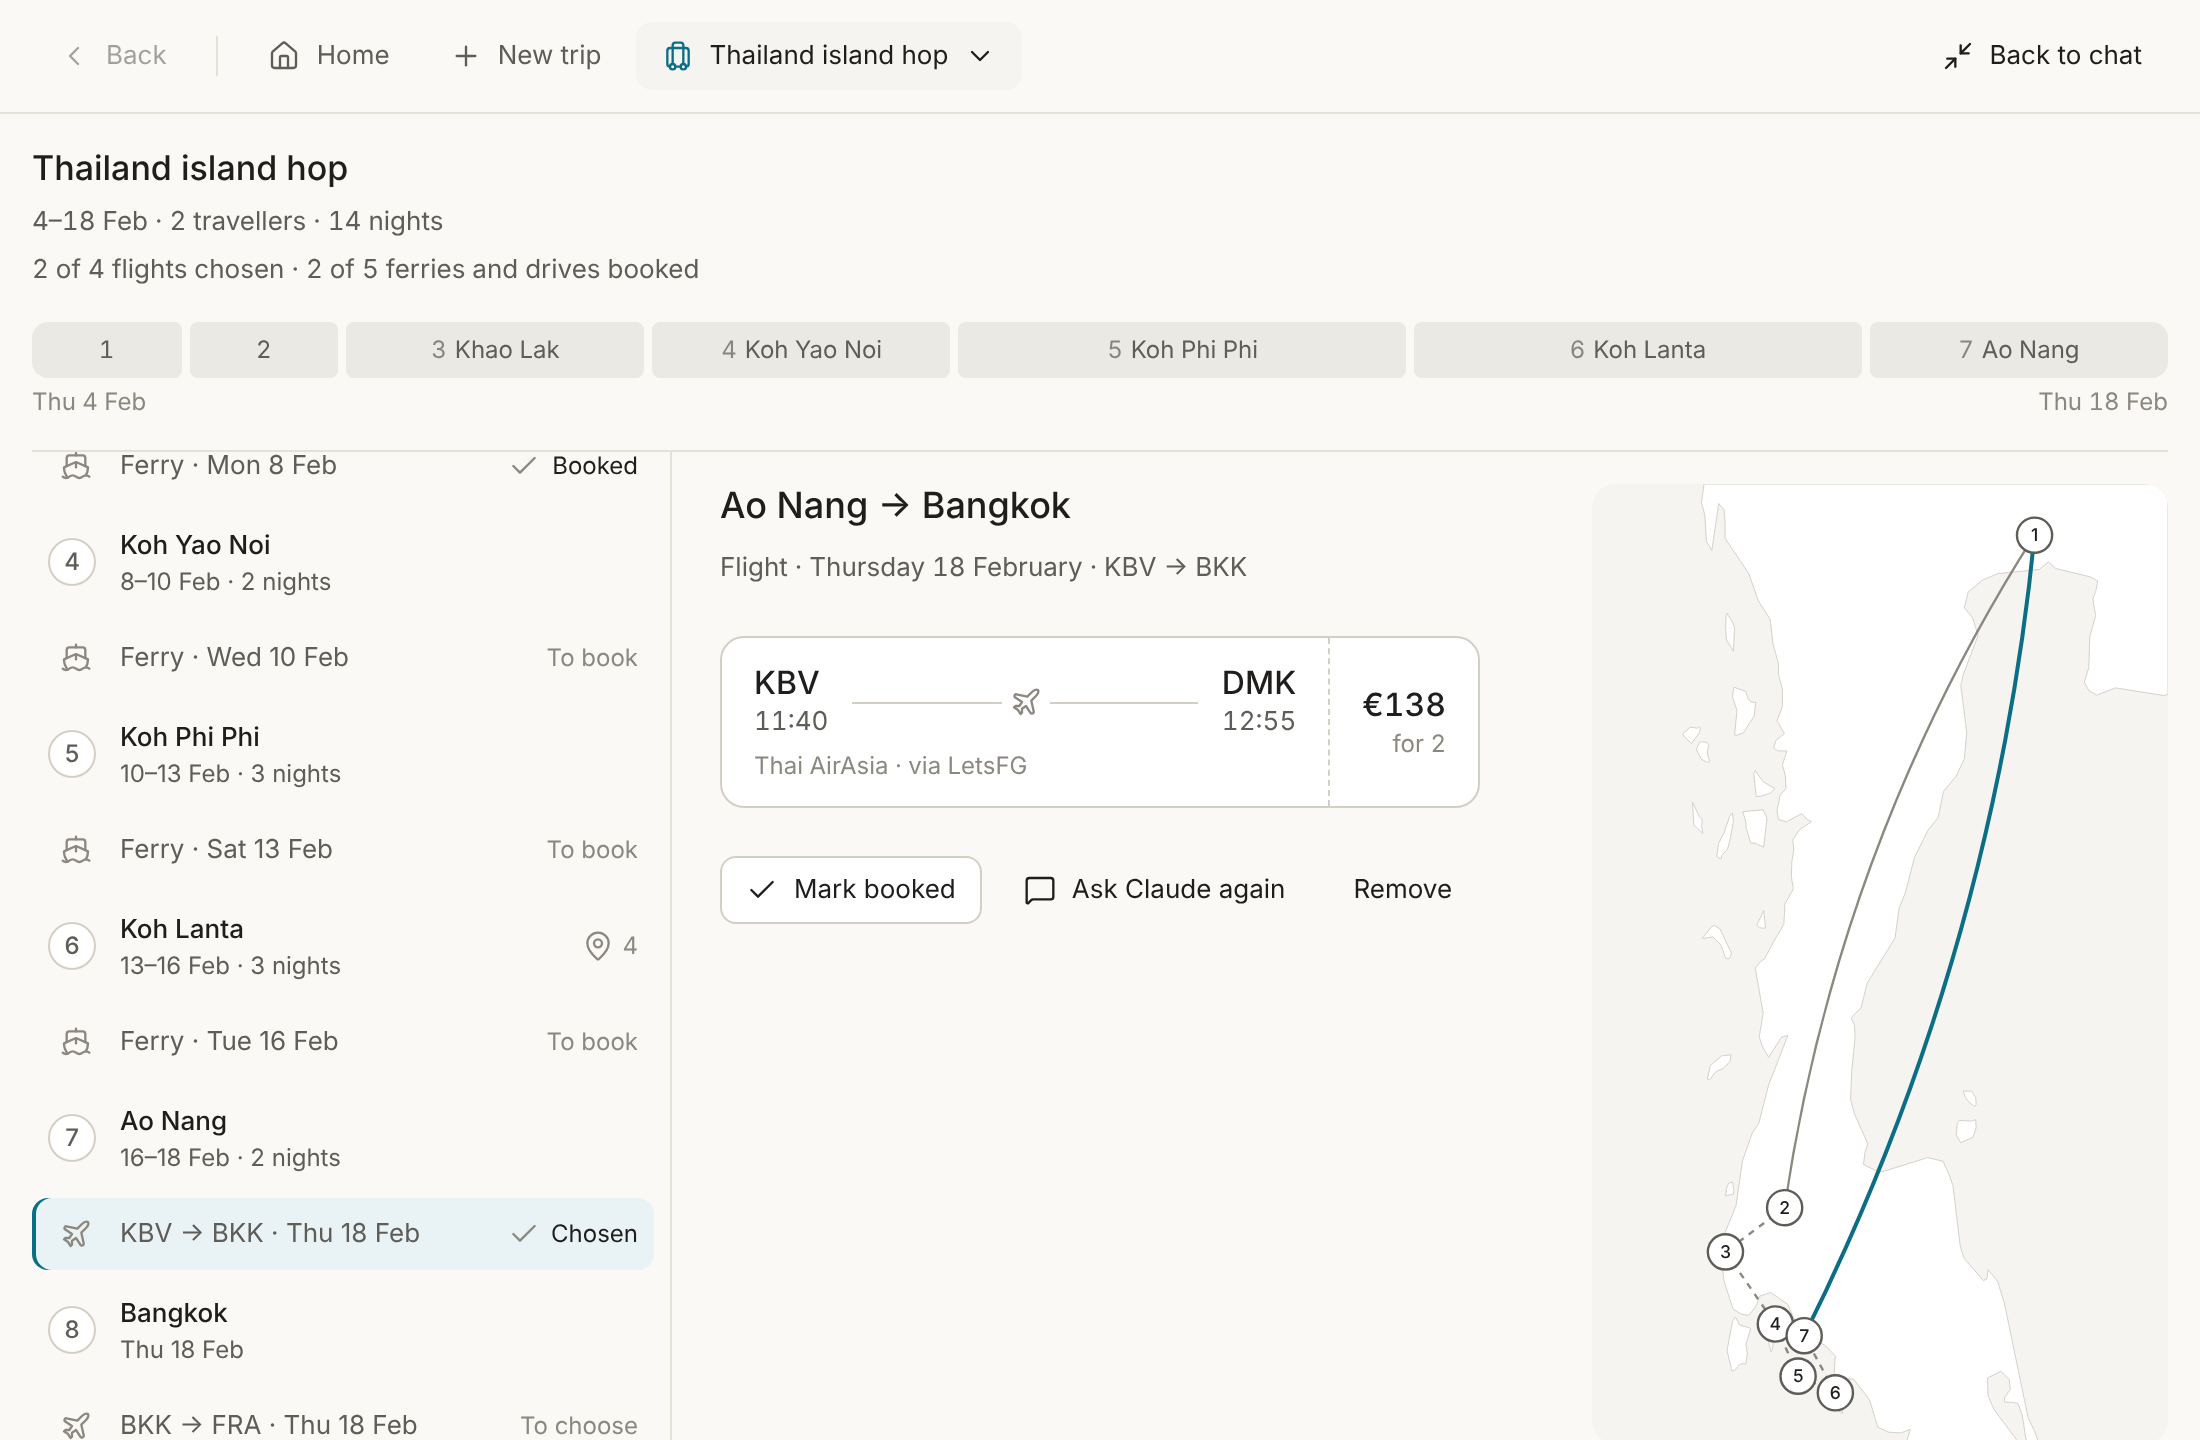 Back
Home
New trip
Thailand island hop
Back to chat
Thailand island hop
4–18 Feb · 2 travellers · 14 nights
2 of 4 flights chosen · 2 of 5 ferries and drives booked
1
2
3 Khao Lak
4 Koh Yao Noi
5 Koh Phi Phi
6 Koh Lanta
7 Ao Nang
Thu 4 Feb
Thu 18 Feb
Ferry · Mon 8 Feb
Booked
4
Koh Yao Noi
8–10 Feb · 2 nights
Ferry · Wed 10 Feb
To book
5
Koh Phi Phi
10–13 Feb · 3 nights
Ferry · Sat 13 Feb
To book
6
Koh Lanta
13–16 Feb · 3 nights
4
Ferry · Tue 16 Feb
To book
7
Ao Nang
16–18 Feb · 2 nights
KBV → BKK · Thu 18 Feb
Chosen
8
Bangkok
Thu 18 Feb
BKK → FRA · Thu 18 Feb
To choose
Ao Nang → Bangkok
Flight · Thursday 18 February · KBV → BKK
KBV
11:40
DMK
12:55
Thai AirAsia · via LetsFG
€138
for 2
Mark booked
Ask Claude again
Remove
1
2
3
4
7
5
6